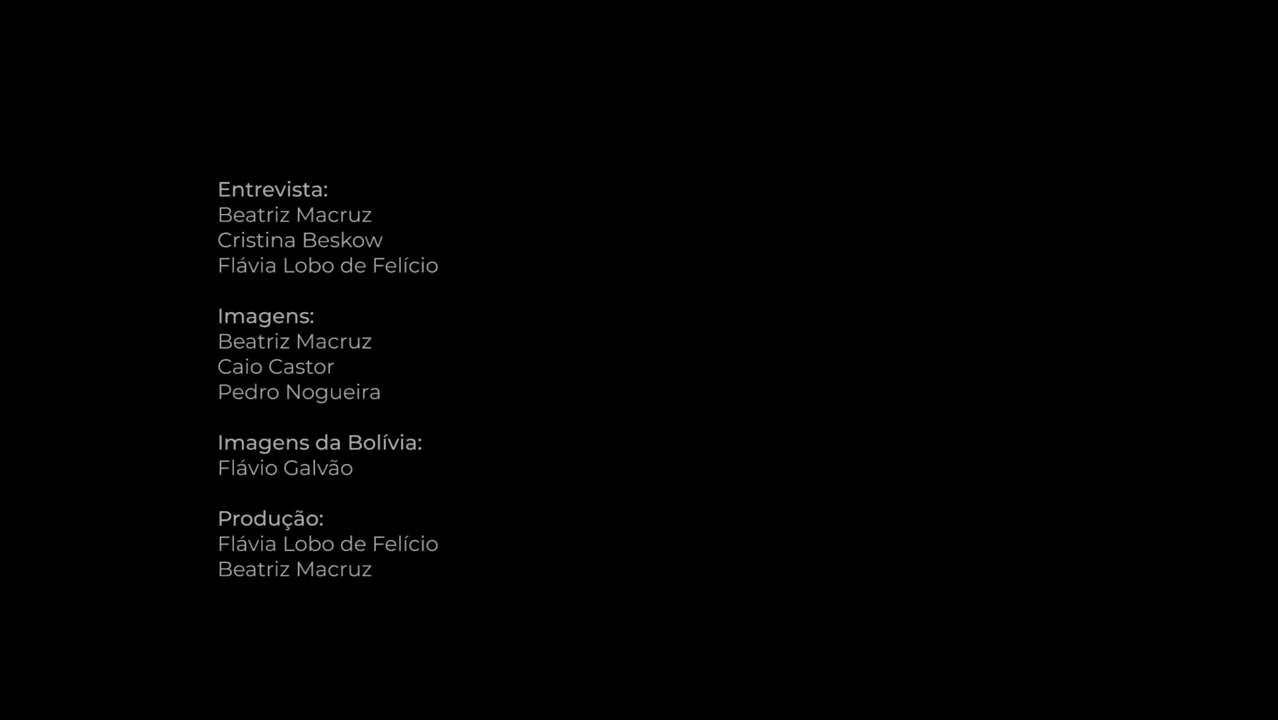 Entrevista:
Beatriz Macruz
Cristina Beskow
Flávia Lobo de Felício
Imagens:
Beatriz Macruz
Caio Castor
Pedro Nogueira
Imagens da Bolívia:
Flávio Galvão
Produção:
Flávia Lobo de Felício
Beatriz Macruz